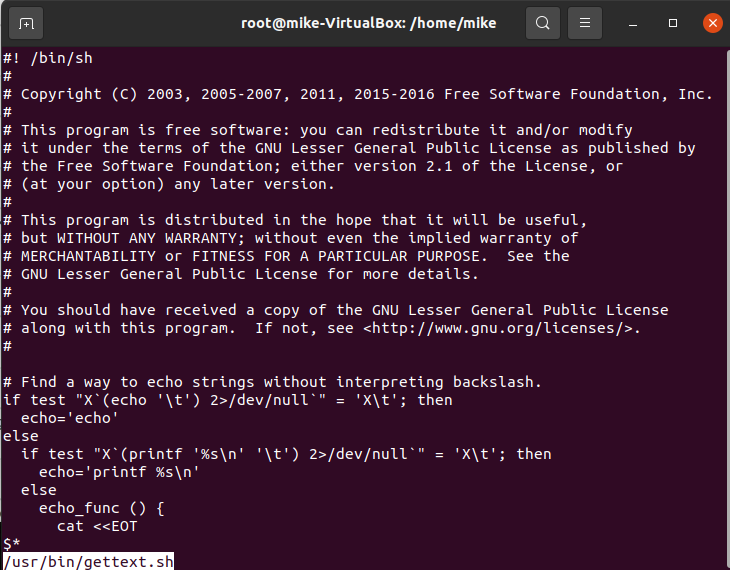 root@mike-VirtualBox: /home/mike
#! /bin/sh
#
# Copyright (C) 2003, 2005-2007, 2011, 2015-2016 Free Software Foundation, Inc.
#
# This program is free software: you can redistribute it and/or modify
# it under the terms of the GNU Lesser General Public License as published by
# the Free Software Foundation; either version 2.1 of the License, or
# (at your option) any later version.
#
# This program is distributed in the hope that it will be useful,
# but WITHOUT ANY WARRANTY; without even the implied warranty of
# MERCHANTABILITY or FITNESS FOR A PARTICULAR PURPOSE.  See the
# GNU Lesser General Public License for more details.
#
# You should have received a copy of the GNU Lesser General Public License
# along with this program.  If not, see <http://www.gnu.org/licenses/>.
#

# Find a way to echo strings without interpreting backslash.
if test "X`(echo '\t') 2>/dev/null`" = 'X\t'; then
  echo='echo'
else
  if test "X`(printf '%s\n' '\t') 2>/dev/null`" = 'X\t'; then
    echo='printf %s\n'
  else
    echo_func () {
      cat <<EOT
$*
/usr/bin/gettext.sh